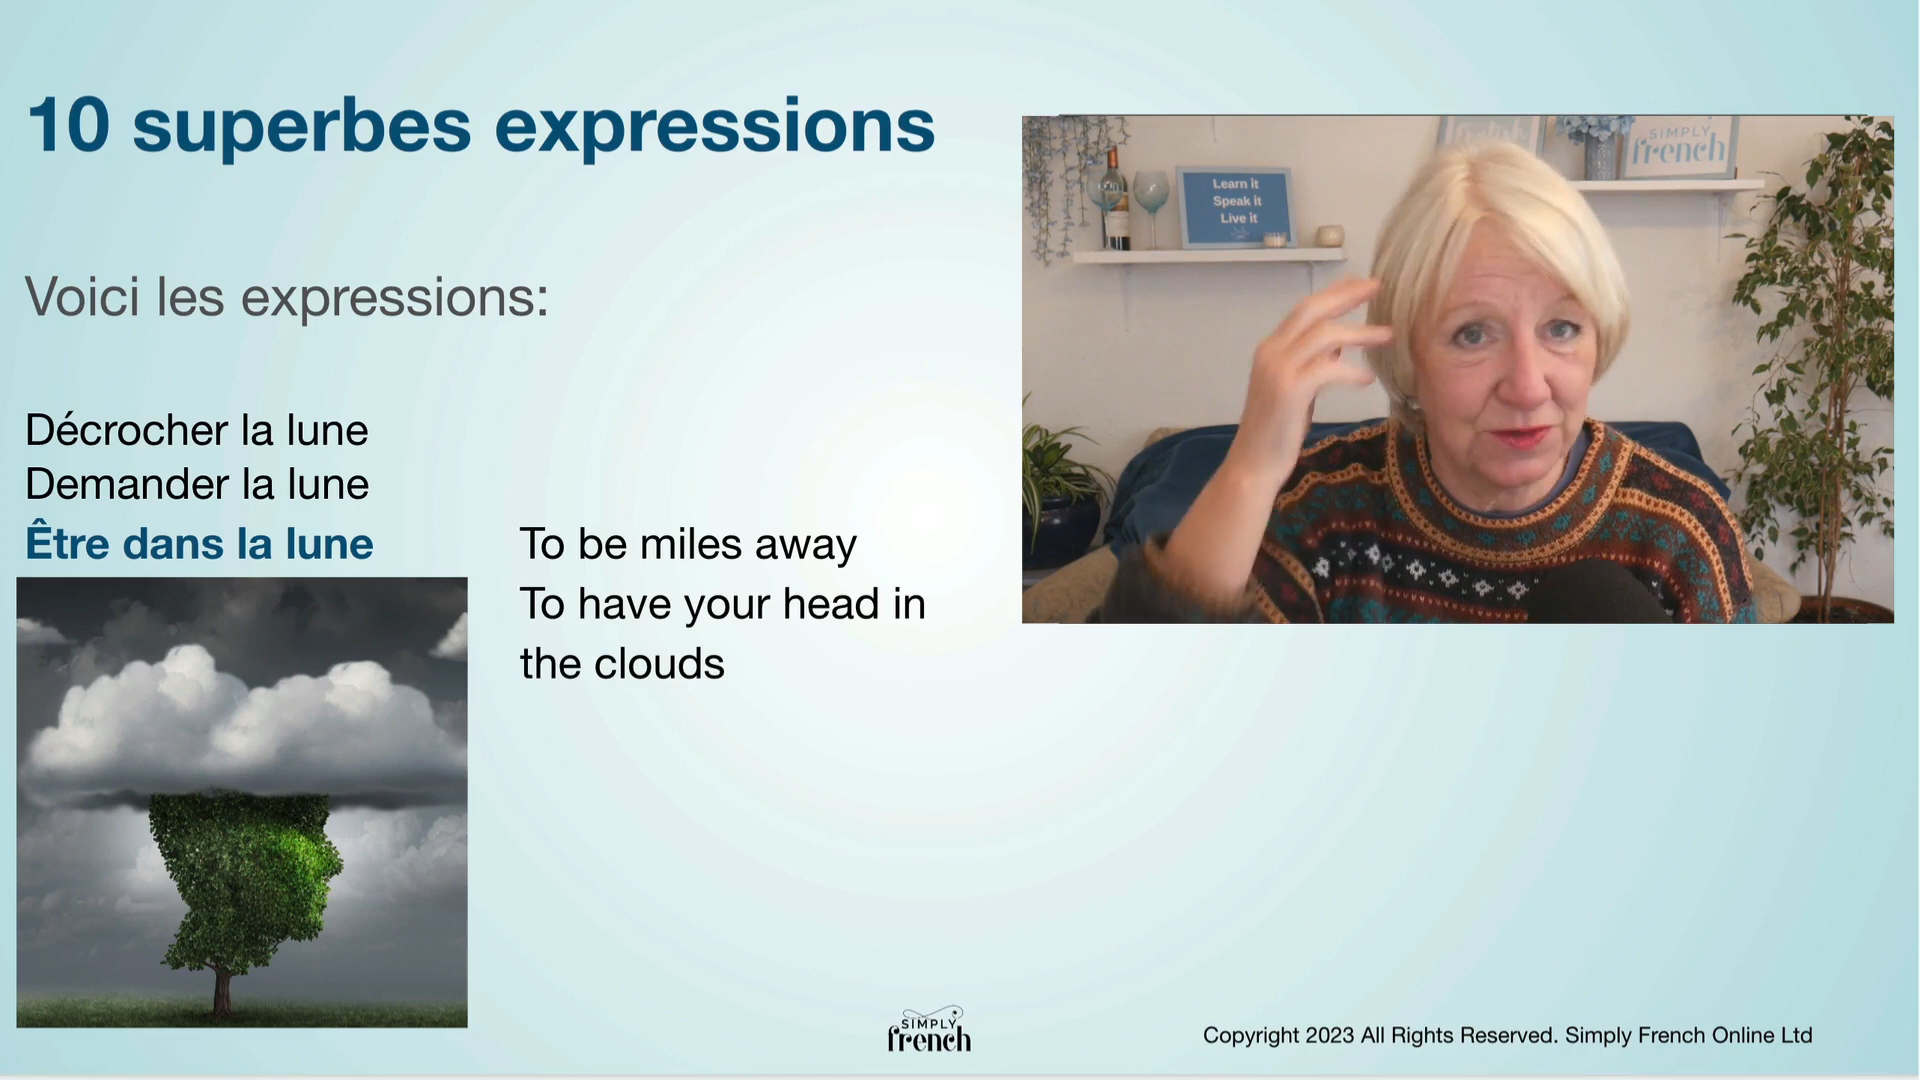 10 superbes expressions
Voici les expressions:
Décrocher la lune
Demander la lune
Être dans la lune
To be miles away
To have your head in
the clouds
Learn it
Speak it
Live it
SIMPLY
french
SIMPLY
french
Copyright 2023 All Rights Reserved. Simply French Online Ltd